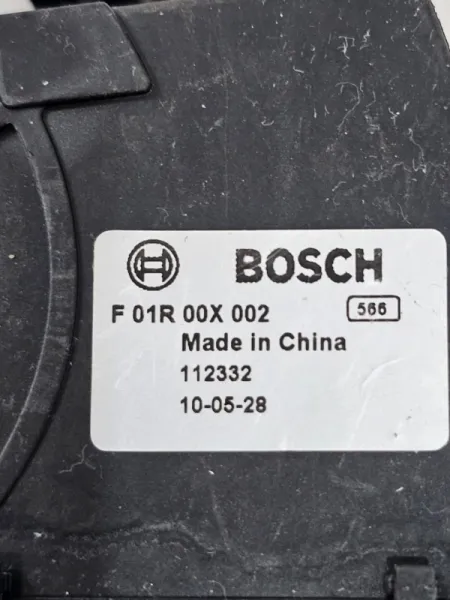 BOSCH
F 01R 00X 002 566
Made in China
112332
10-05-28